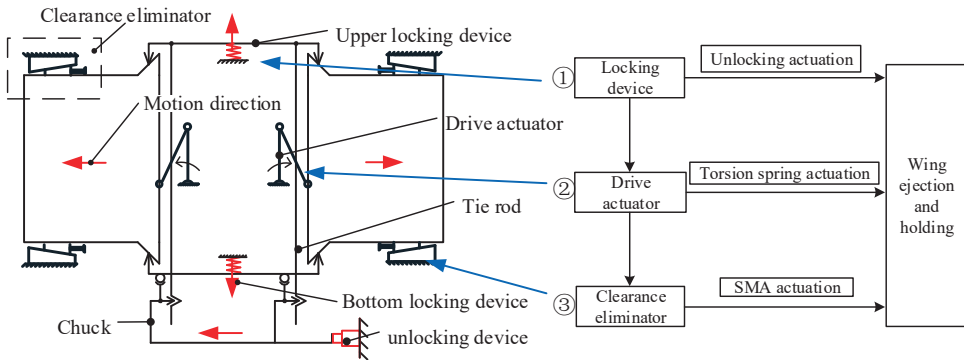 Clearance eliminator
Upper locking device
Motion direction
Drive actuator
Tie rod
Bottom locking device
Chuck
unlocking device
①
Locking
device
Unlocking actuation
②
Drive
actuator
Torsion spring actuation
③
Clearance
eliminator
SMA actuation
Wing
ejection
and
holding